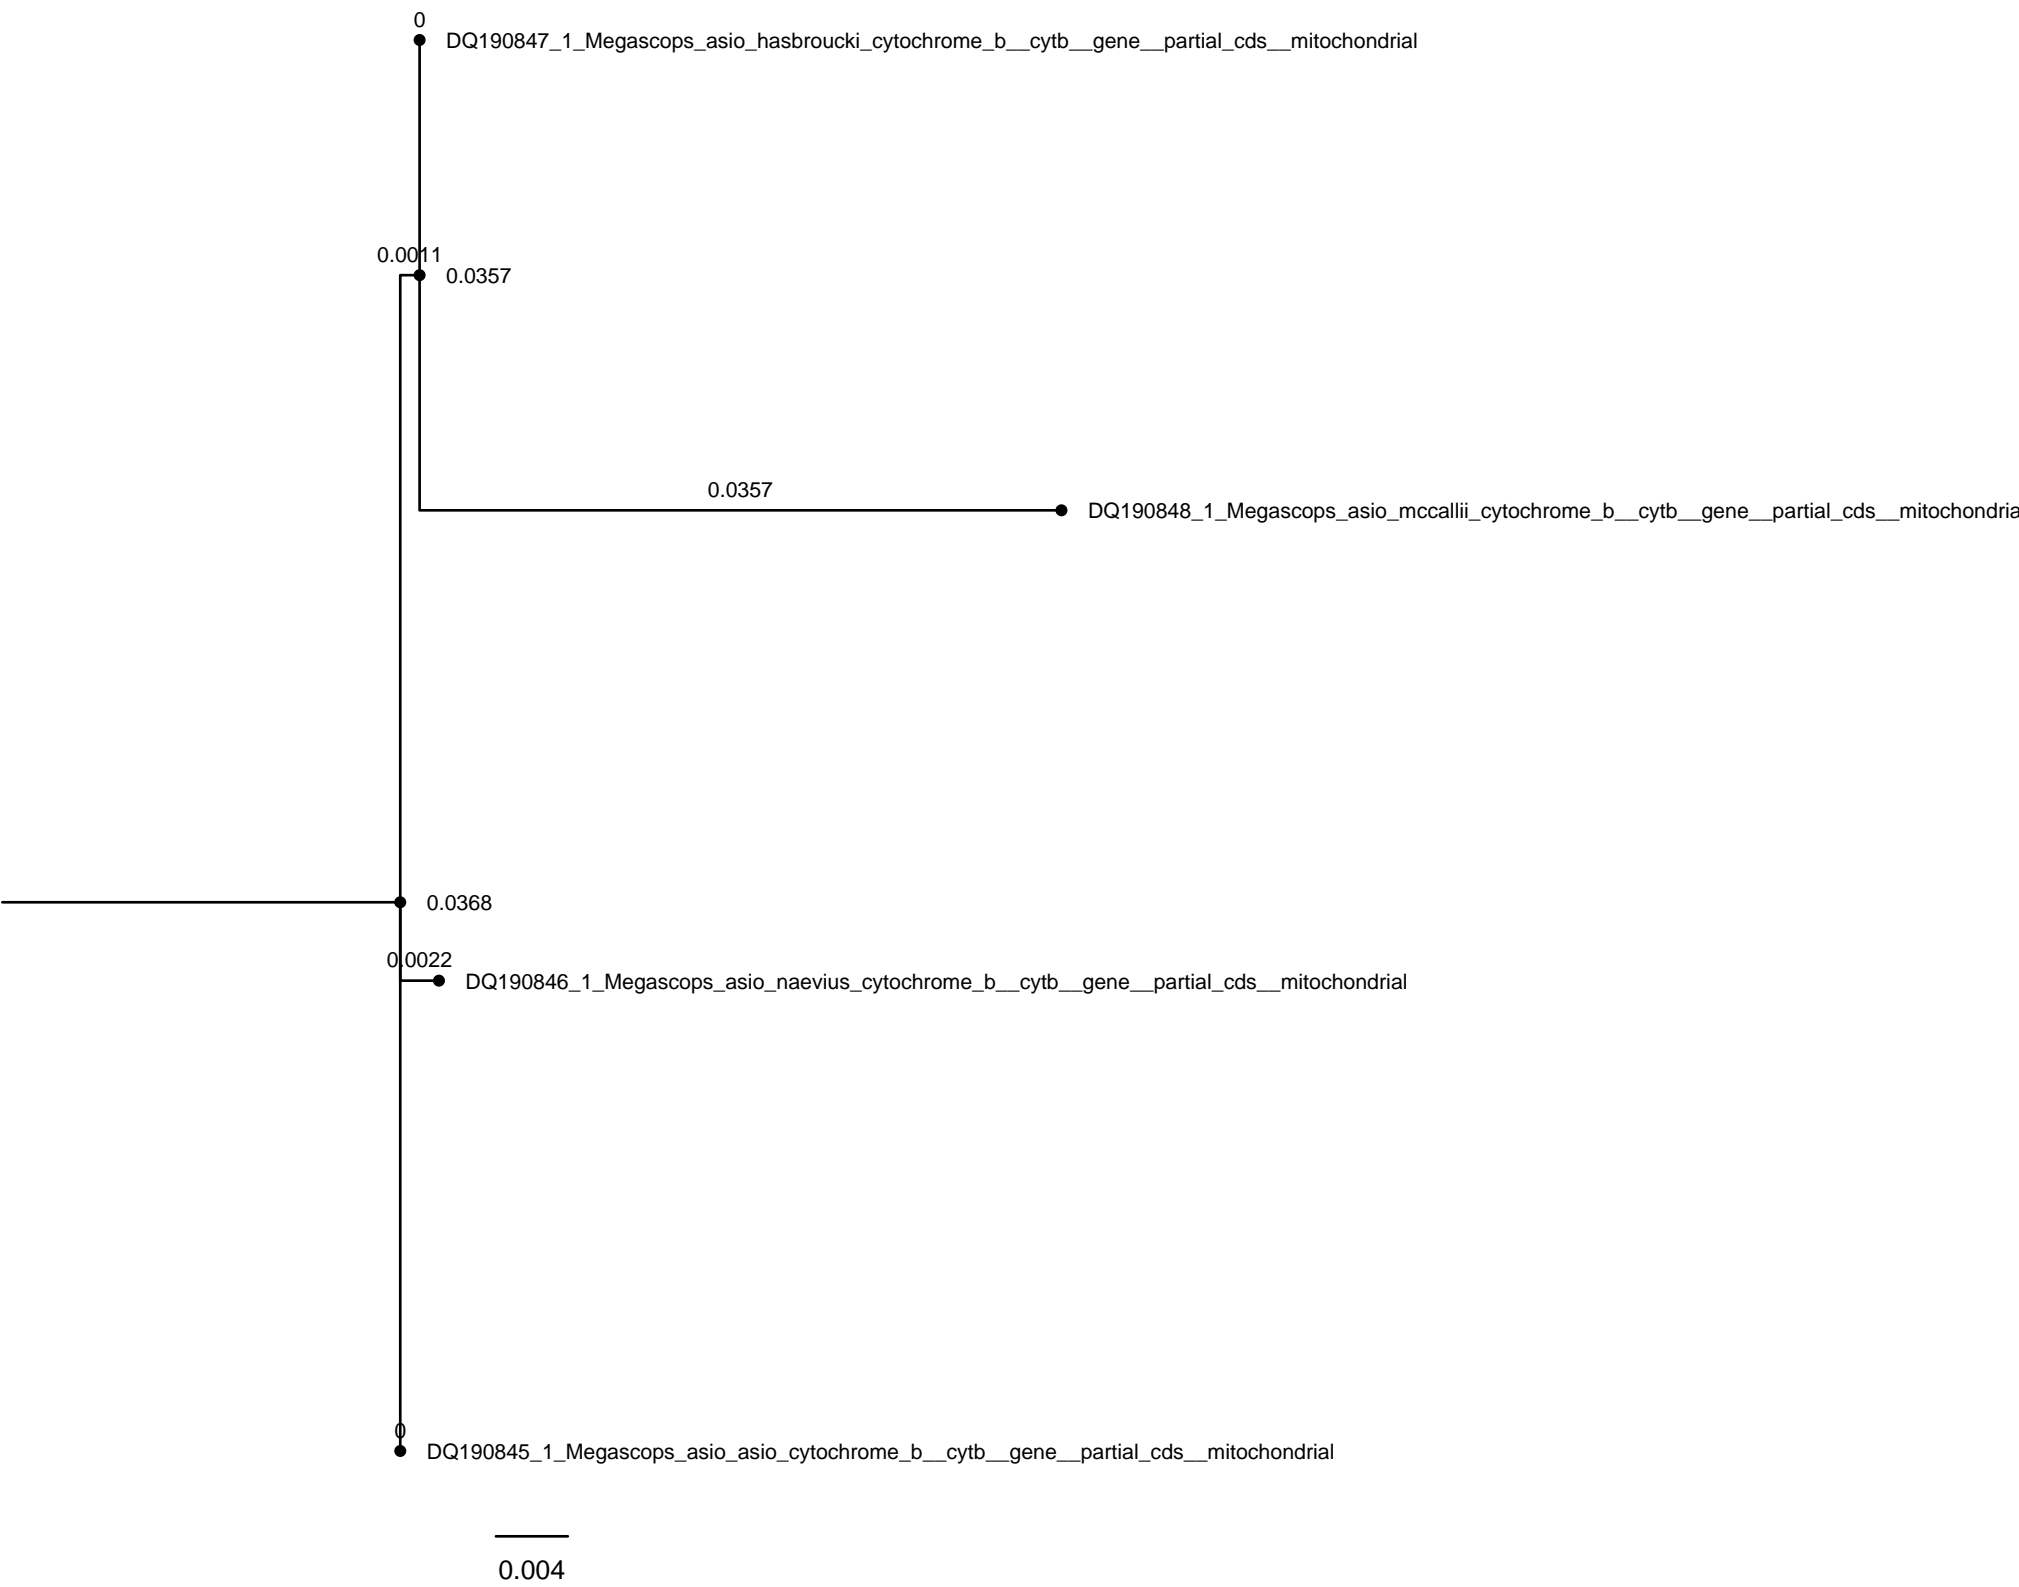 0
DQ190847_1_Megascops_asio_hasbroucki_cytochrome_b__cytb__gene__partial_cds__mitochondrial
0.0011
0.0357
0.0357
DQ190848_1_Megascops_asio_mccallii_cytochrome_b__cytb__gene__partial_cds__mitochondria
0.0368
0.0022
DQ190846_1_Megascops_asio_naevius_cytochrome_b__cytb__gene__partial_cds__mitochondrial
0
DQ190845_1_Megascops_asio_asio_cytochrome_b__cytb__gene__partial_cds__mitochondrial
0.004